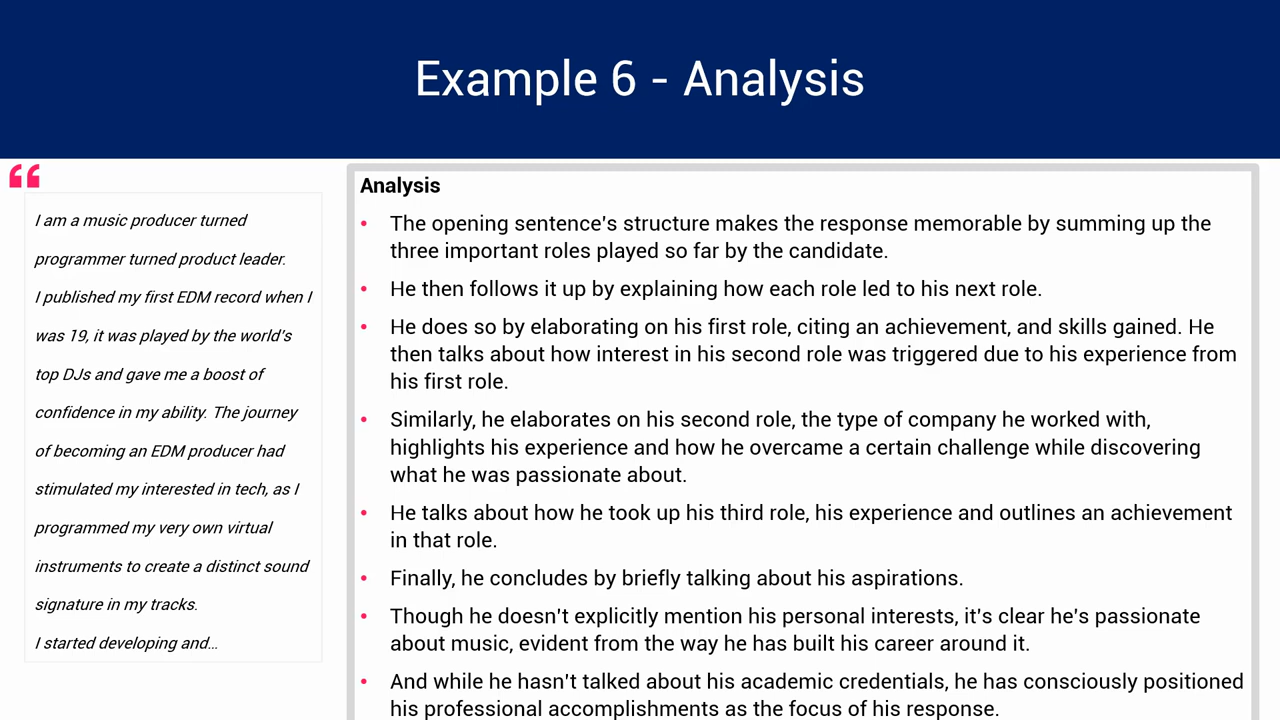 Example 6 - Analysis
I am a music producer turned
programmer turned product leader.
I published my first EDM record when I
was 19, it was played by the world's
top DJs and gave me a boost of
confidence in my ability. The journey
of becoming an EDM producer had
stimulated my interested in tech, as I
programmed my very own virtual
instruments to create a distinct sound
signature in my tracks.
I started developing and...
Analysis
• The opening sentence's structure makes the response memorable by summing up the
three important roles played so far by the candidate.
• He then follows it up by explaining how each role led to his next role.
• He does so by elaborating on his first role, citing an achievement, and skills gained. He
then talks about how interest in his second role was triggered due to his experience from
his first role.
• Similarly, he elaborates on his second role, the type of company he worked with,
highlights his experience and how he overcame a certain challenge while discovering
what he was passionate about.
• He talks about how he took up his third role, his experience and outlines an achievement
in that role.
• Finally, he concludes by briefly talking about his aspirations.
• Though he doesn't explicitly mention his personal interests, it's clear he's passionate
about music, evident from the way he has built his career around it.
• And while he hasn't talked about his academic credentials, he has consciously positioned
his professional accomplishments as the focus of his response.